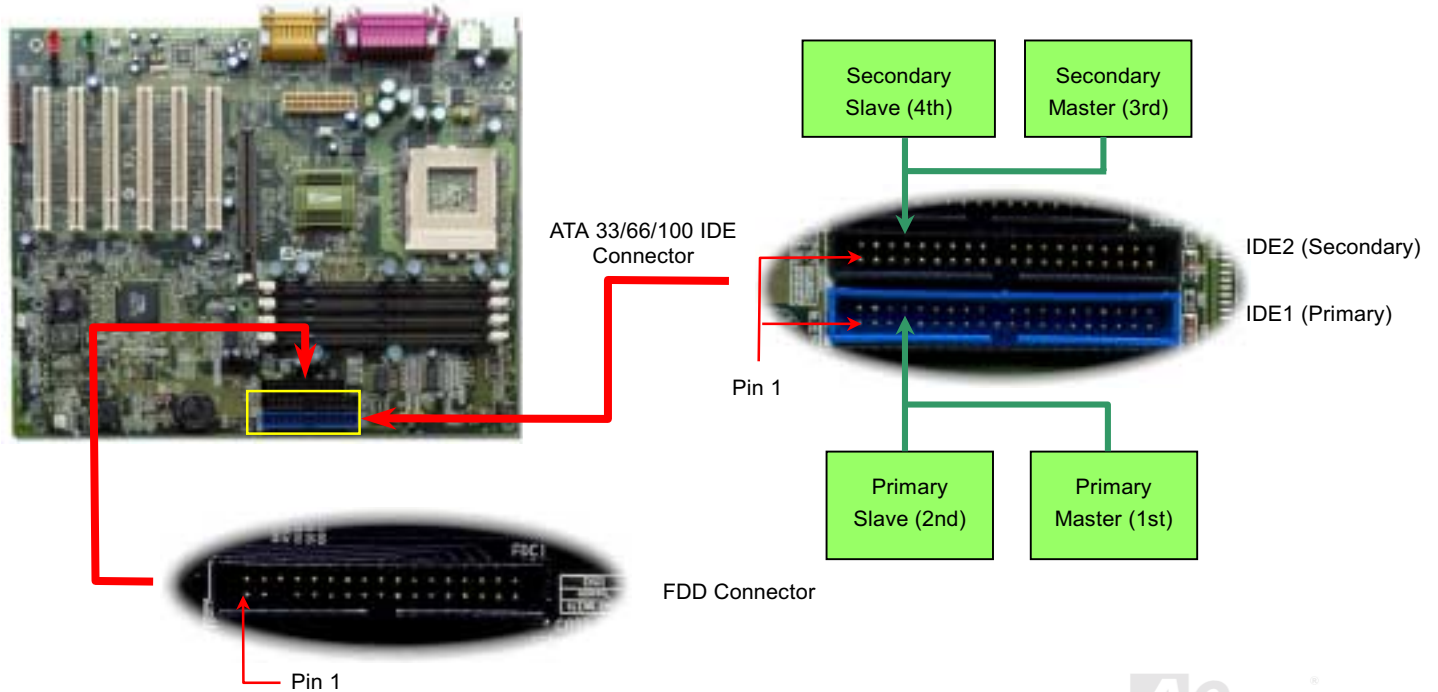 Secondary
Slave (4th)
Secondary
Master (3rd)
ATA 33/66/100 IDE
Connector
IDE2 (Secondary)
IDE1 (Primary)
Pin 1
Primary
Slave (2nd)
Primary
Master (1st)
FDC1
FDD Connector
Pin 1